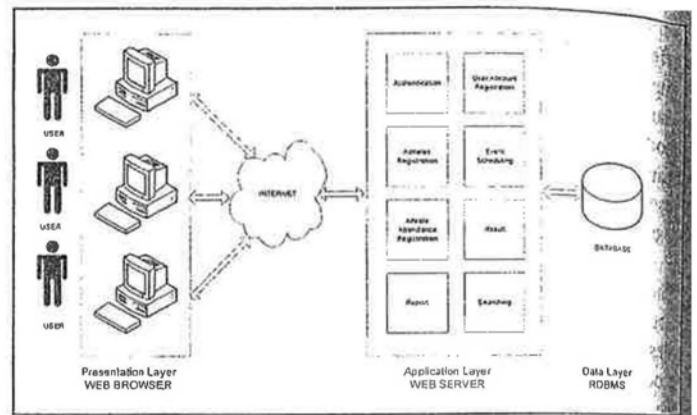 USER
USER
USER
INTERNET
Authentication
User Account
Registration
Athletes
Registration
Event
Scheduling
Athlete
Attendance
Registration
Result
Report
Searching
DATABASE
Presentation Layer
WEB BROWSER
Application Layer
WEB SERVER
Data Layer
RDBMS